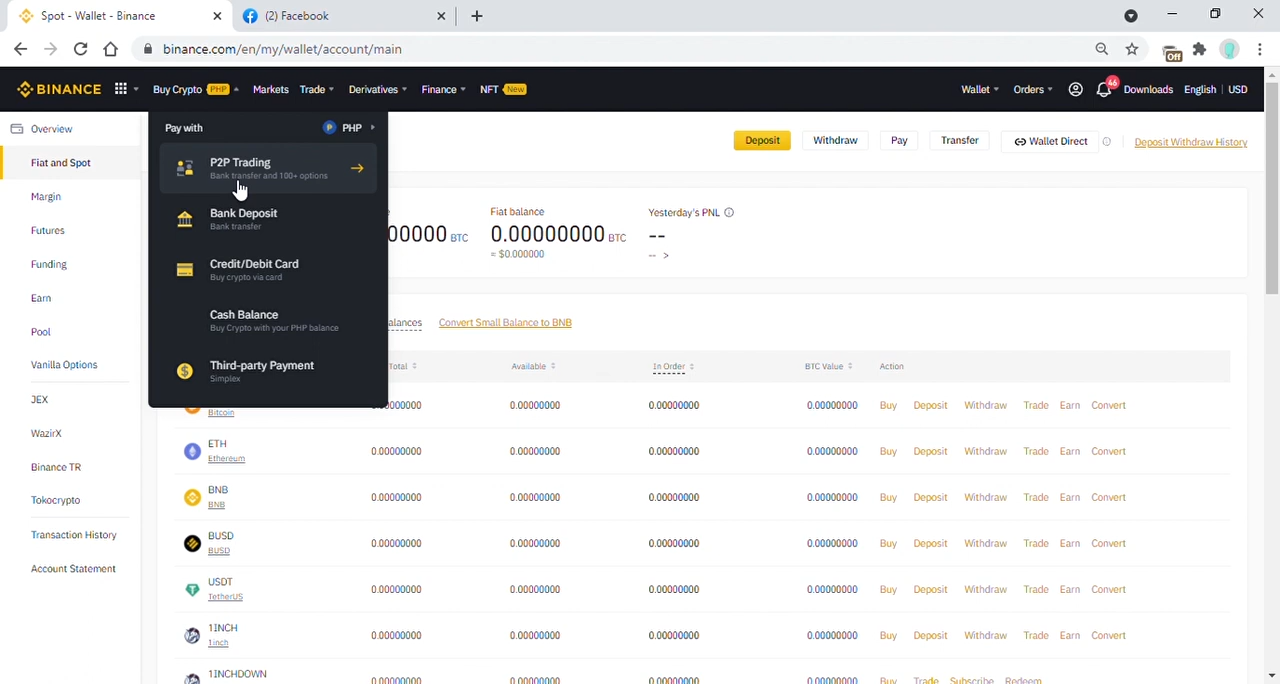 Spot - Wallet - Binance
(2) Facebook
binance.com/en/my/wallet/account/main
Off
BINANCE
Buy Crypto PHP
Markets
Trade
Derivatives
Finance
NFT New
Wallet
Orders
46
Downloads
English
USD
Overview
Fiat and Spot
Margin
Futures
Funding
Earn
Pool
Vanilla Options
JEX
WazirX
Binance TR
Tokocrypto
Transaction History
Account Statement
Pay with
PHP
P2P Trading
Bank transfer and 100+ options
Bank Deposit
Bank transfer
Credit/Debit Card
Buy crypto via card
Cash Balance
Buy Crypto with your PHP balance
Third-party Payment
Simplex
Deposit
Withdraw
Pay
Transfer
Wallet Direct
Deposit Withdraw History
00000 BTC
Fiat balance
0.00000000 BTC
≈ $0.000000
Yesterday's PNL
--
-- >
alances
Convert Small Balance to BNB
Total
Available
In Order
BTC Value
Action
Bitcoin
00000
0.00000000
0.00000000
0.00000000
Buy Deposit Withdraw Trade Earn Convert
ETH
Ethereum
0.00000000
0.00000000
0.00000000
0.00000000
Buy Deposit Withdraw Trade Earn Convert
BNB
BNB
0.00000000
0.00000000
0.00000000
0.00000000
Buy Deposit Withdraw Trade Earn Convert
BUSD
BUSD
0.00000000
0.00000000
0.00000000
0.00000000
Buy Deposit Withdraw Trade Earn Convert
USDT
TetherUS
0.00000000
0.00000000
0.00000000
0.00000000
Buy Deposit Withdraw Trade Earn Convert
1INCH
1inch
0.00000000
0.00000000
0.00000000
0.00000000
Buy Deposit Withdraw Trade Earn Convert
1INCHDOWN
0.00000000
0.00000000
0.00000000
0.00000000
Buy Trade Subscribe Redeem